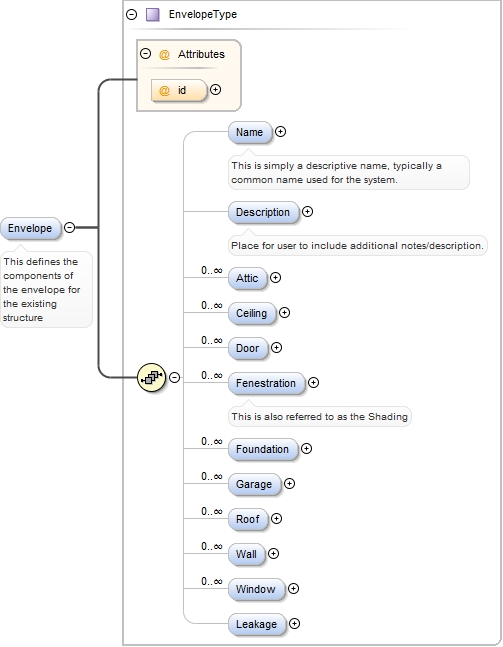 EnvelopeType
@ Attributes
@ id
Name
This is simply a descriptive name, typically a
common name used for the system.
Description
Place for user to include additional notes/description.
Envelope
This defines the
components of
the envelope for
the existing
structure
0..∞ Attic
0..∞ Ceiling
0..∞ Door
0..∞ Fenestration
This is also referred to as the Shading
0..∞ Foundation
0..∞ Garage
0..∞ Roof
0..∞ Wall
0..∞ Window
Leakage